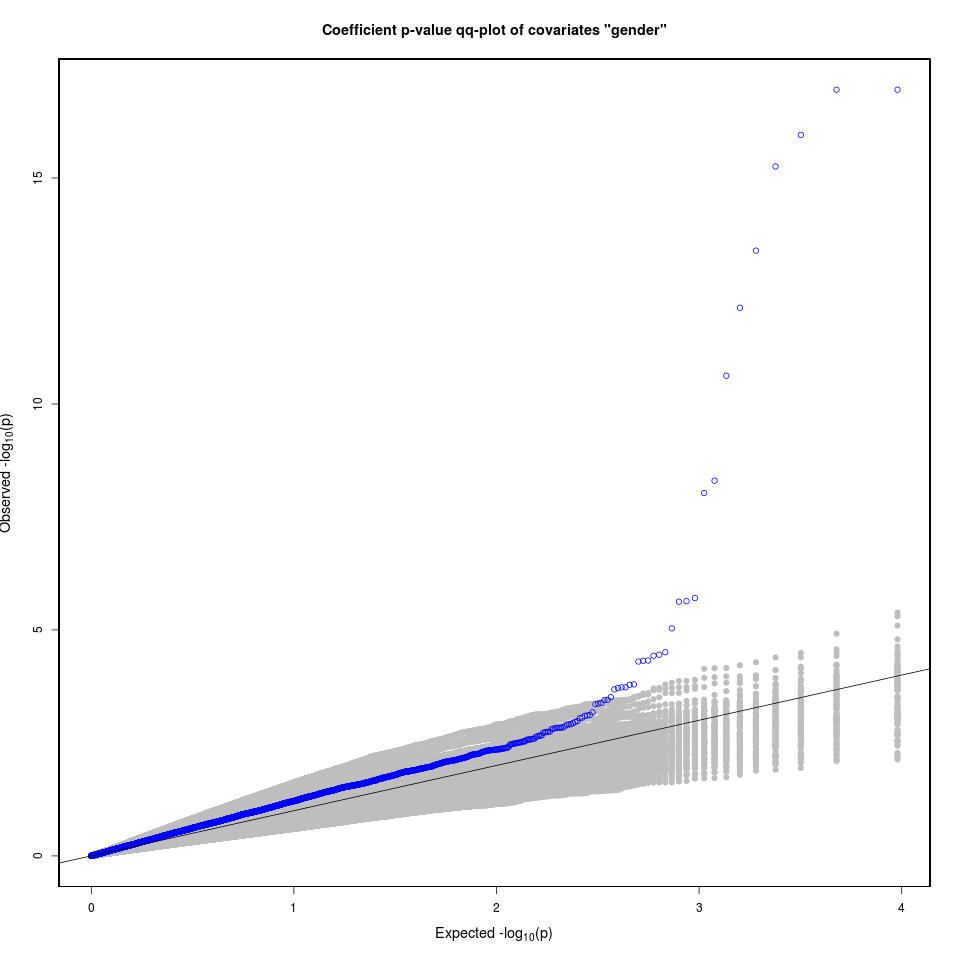 Coefficient p-value qq-plot of covariates "gender"
15
10
5
0
Observed -log10(p)
0 1 2 3 4
Expected -log10(p)